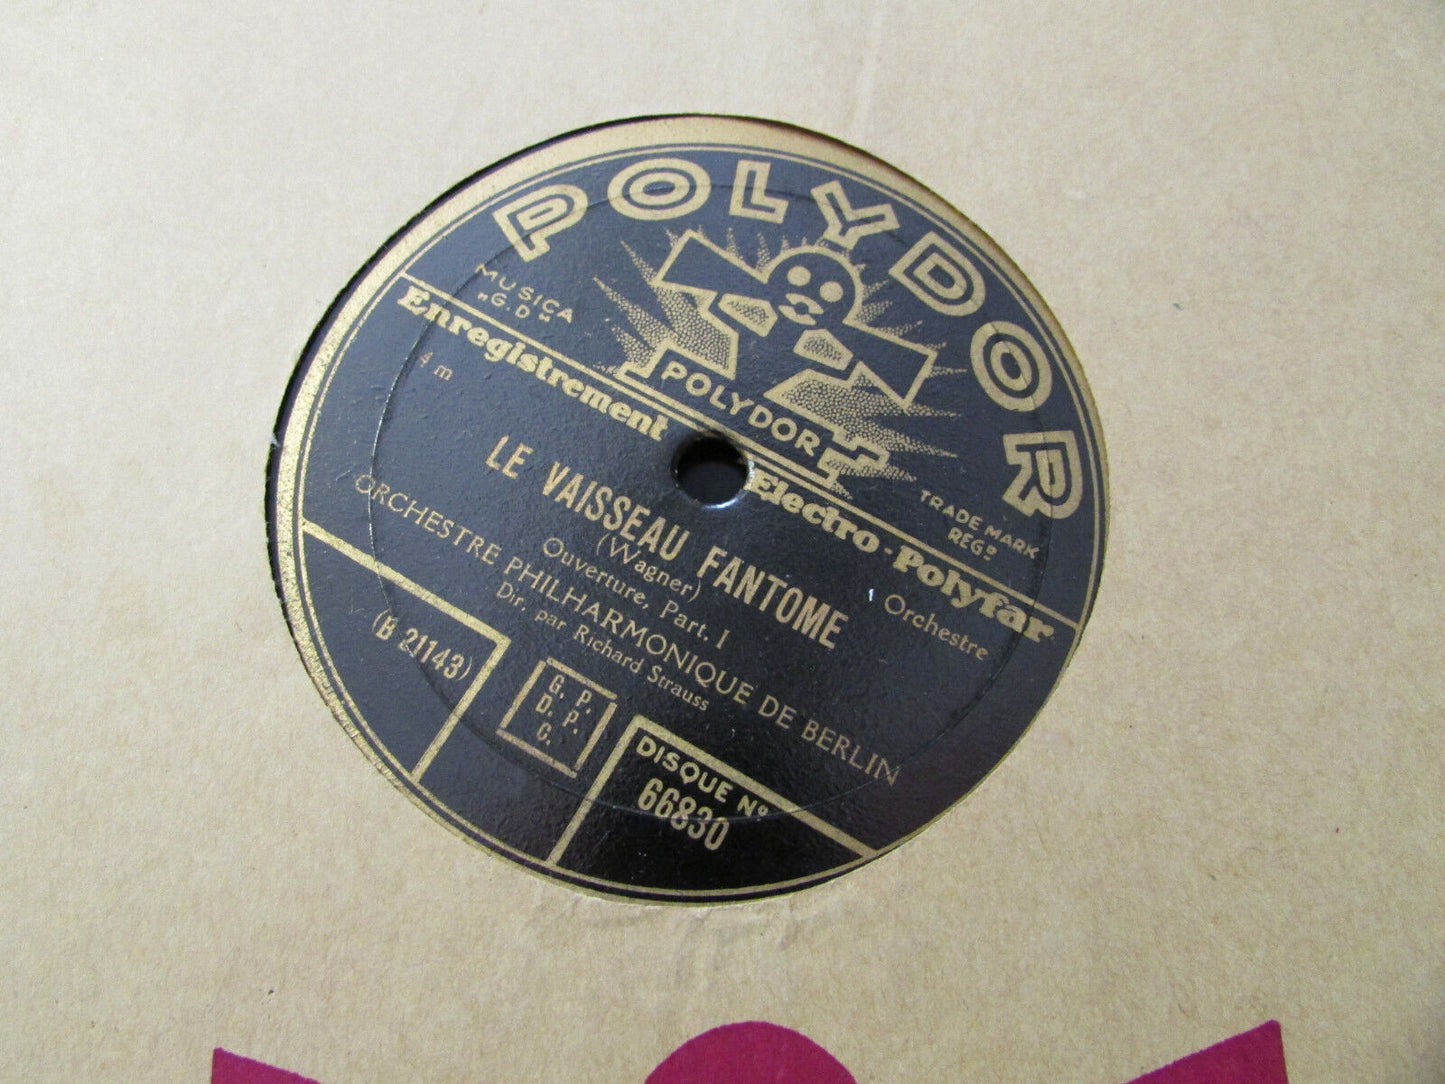 POLYDOR
MUSICA
"G.D"
POLYDOR
TRADE MARK
REGD
Enregistrement Electro-Polyfar
4 m
Orchestre
LE VAISSEAU FANTOME
(Wagner)
Ouverture, Part. I
ORCHESTRE PHILHARMONIQUE DE BERLIN
Dir. par Richard Strauss
(B 21143)
G. P.
D. P.
G.
DISQUE No
66830